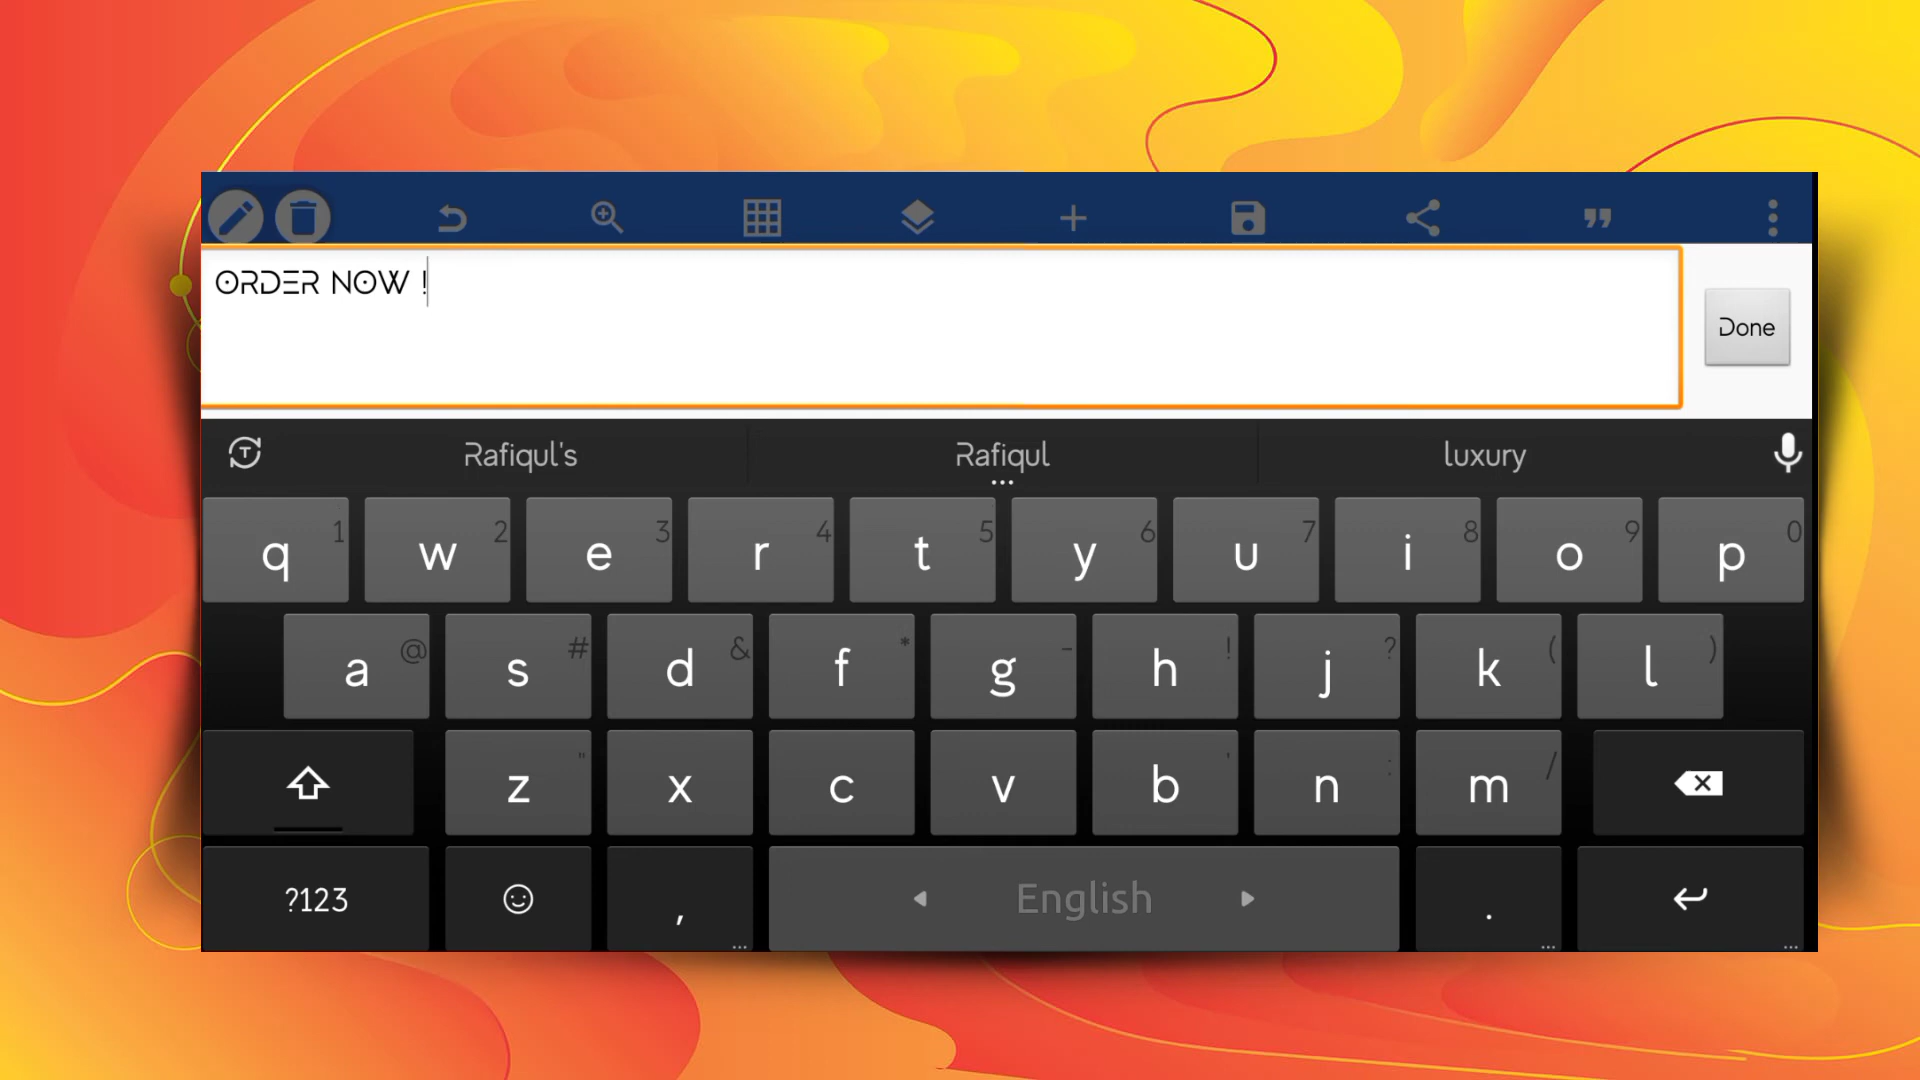 ORDER NOW !
Done
Rafiqul's Rafiqul luxury
q 1 w 2 e 3 r 4 t 5 y 6 u 7 i 8 o 9 p 0
a @ s # d & f * g - h ! j ? k ( l )
z " x c v b ' n : m /
?123 , English .